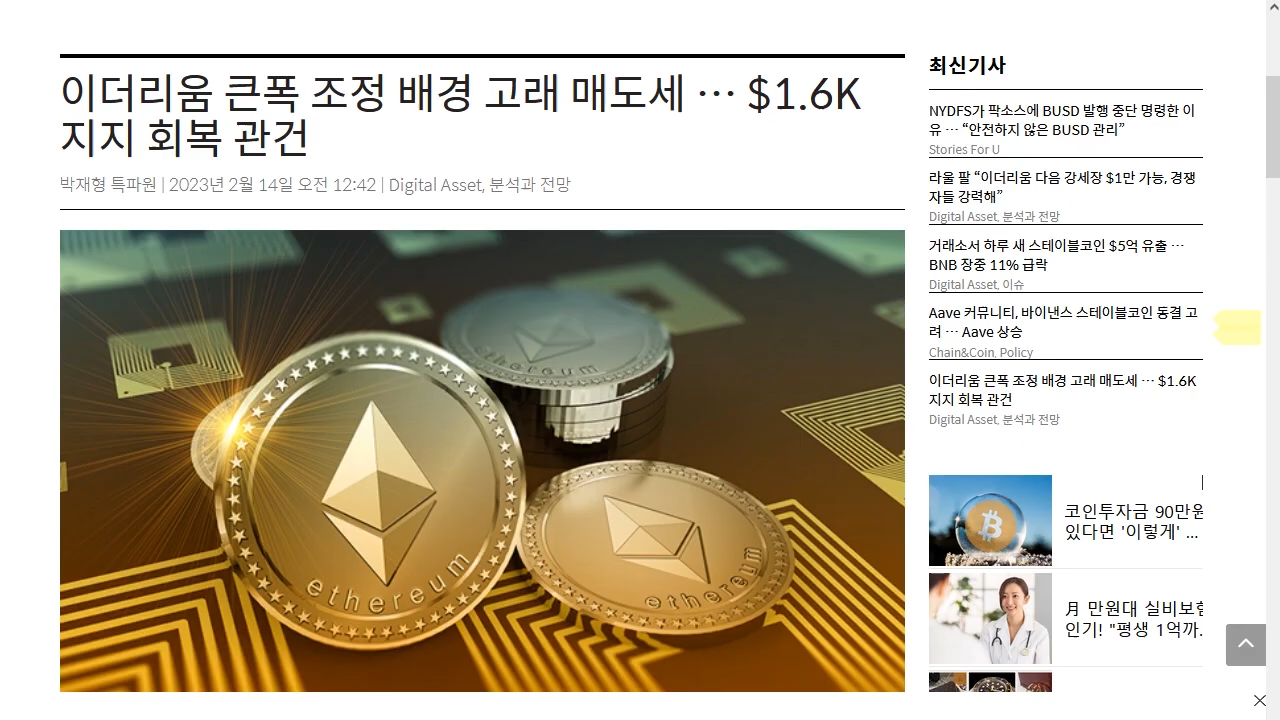 이더리움 큰폭 조정 배경 고래 매도세 … $1.6K
지지 회복 관건
박재형 특파원 | 2023년 2월 14일 오전 12:42 | Digital Asset, 분석과 전망
ethereum
ethereum
ethereum
최신기사
NYDFS가 팍소스에 BUSD 발행 중단 명령한 이
유 … “안전하지 않은 BUSD 관리”
Stories For U
라울 팔 “이더리움 다음 강세장 $1만 가능, 경쟁
자들 강력해”
Digital Asset, 분석과 전망
거래소서 하루 새 스테이블코인 $5억 유출 …
BNB 장중 11% 급락
Digital Asset, 이슈
Aave 커뮤니티, 바이낸스 스테이블코인 동결 고
려 … Aave 상승
Chain&Coin, Policy
이더리움 큰폭 조정 배경 고래 매도세 … $1.6K
지지 회복 관건
Digital Asset, 분석과 전망
코인투자금 90만원
있다면 '이렇게' ...
月 만원대 실비보험
인기! "평생 1억까.